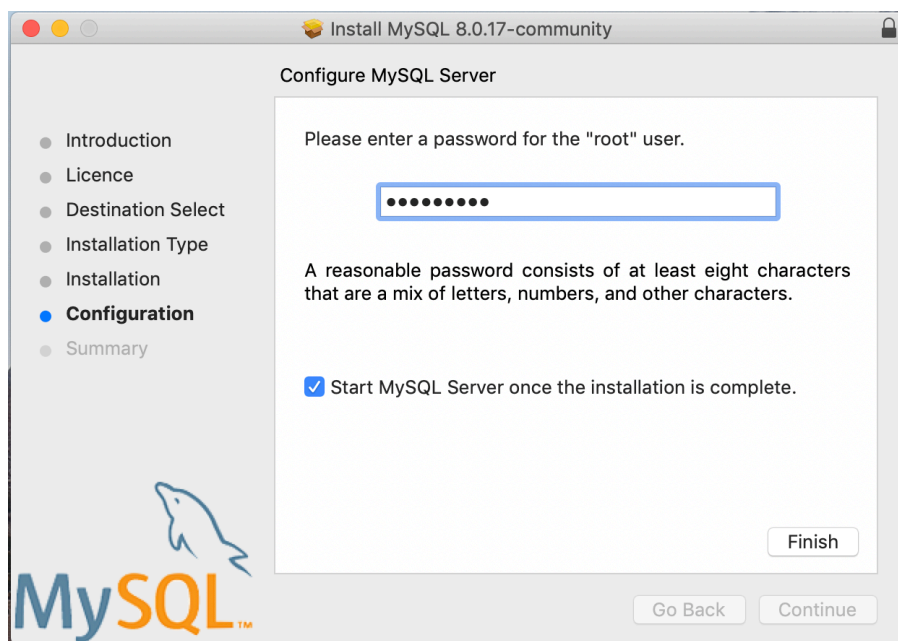 Install MySQL 8.0.17-community
Configure MySQL Server
Introduction
Licence
Destination Select
Installation Type
Installation
Configuration
Summary
Please enter a password for the "root" user.
•••••••••
A reasonable password consists of at least eight characters
that are a mix of letters, numbers, and other characters.
Start MySQL Server once the installation is complete.
Finish
MySQL™
Go Back
Continue